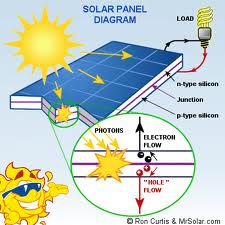 SOLAR PANEL
DIAGRAM
LOAD
n-type silicon
Junction
p-type silicon
PHOTONS
ELECTRON
FLOW
"HOLE"
FLOW
© Ron Curtis & MrSolar.com